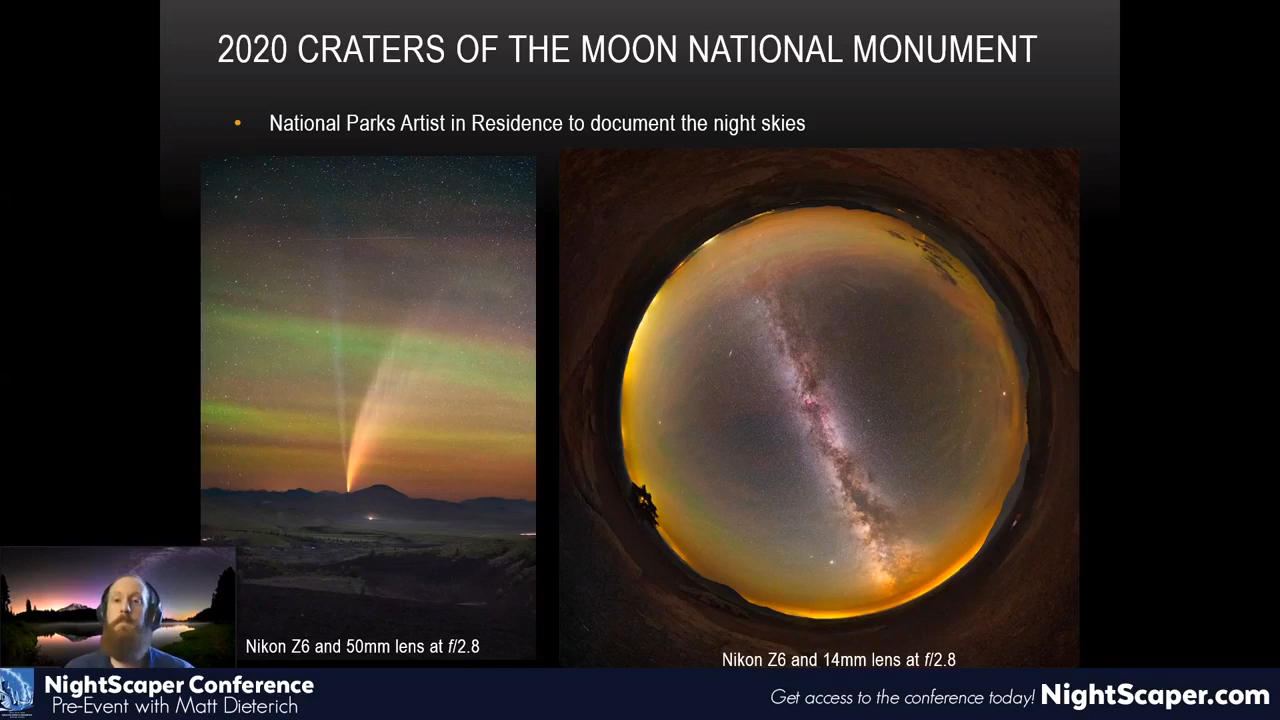 2020 CRATERS OF THE MOON NATIONAL MONUMENT
• National Parks Artist in Residence to document the night skies
Nikon Z6 and 50mm lens at f/2.8
Nikon Z6 and 14mm lens at f/2.8
NightScaper Conference
Pre-Event with Matt Dieterich
Get access to the conference today! NightScaper.com